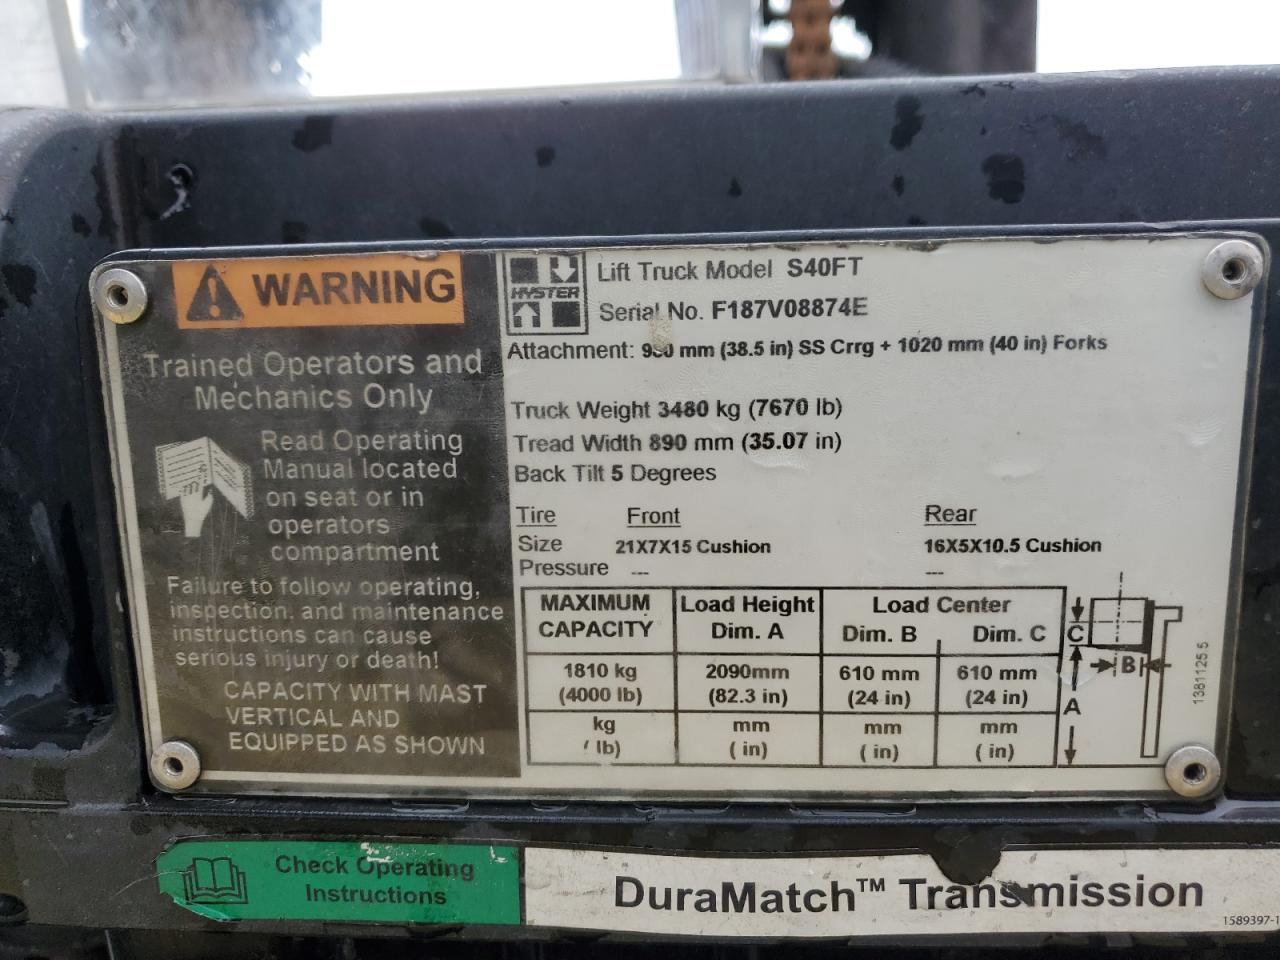 WARNING
Trained Operators and
Mechanics Only
Read Operating
Manual located
on seat or in
operators
compartment
Failure to follow operating,
inspection, and maintenance
instructions can cause
serious injury or death!
CAPACITY WITH MAST
VERTICAL AND
EQUIPPED AS SHOWN
HYSTER
Lift Truck Model S40FT
Serial No. F187V08874E
Attachment: mm (38.5 in) SS Crrg + 1020 mm (40 in) Forks
Truck Weight 3480 kg (7670 lb)
Tread Width 890 mm (35.07 in)
Back Tilt 5 Degrees
Tire Front Rear
Size 21X7X15 Cushion 16X5X10.5 Cushion
Pressure --- ---
MAXIMUM CAPACITY Load Height Dim. A Load Center Dim. B Dim. C
1810 kg 2090mm 610 mm 610 mm
(4000 lb) (82.3 in) (24 in) (24 in)
kg mm mm mm
( lb) ( in) ( in) ( in)
C
B
A
1381125 5
Check Operating
Instructions
DuraMatch™ Transmission
1589397-1